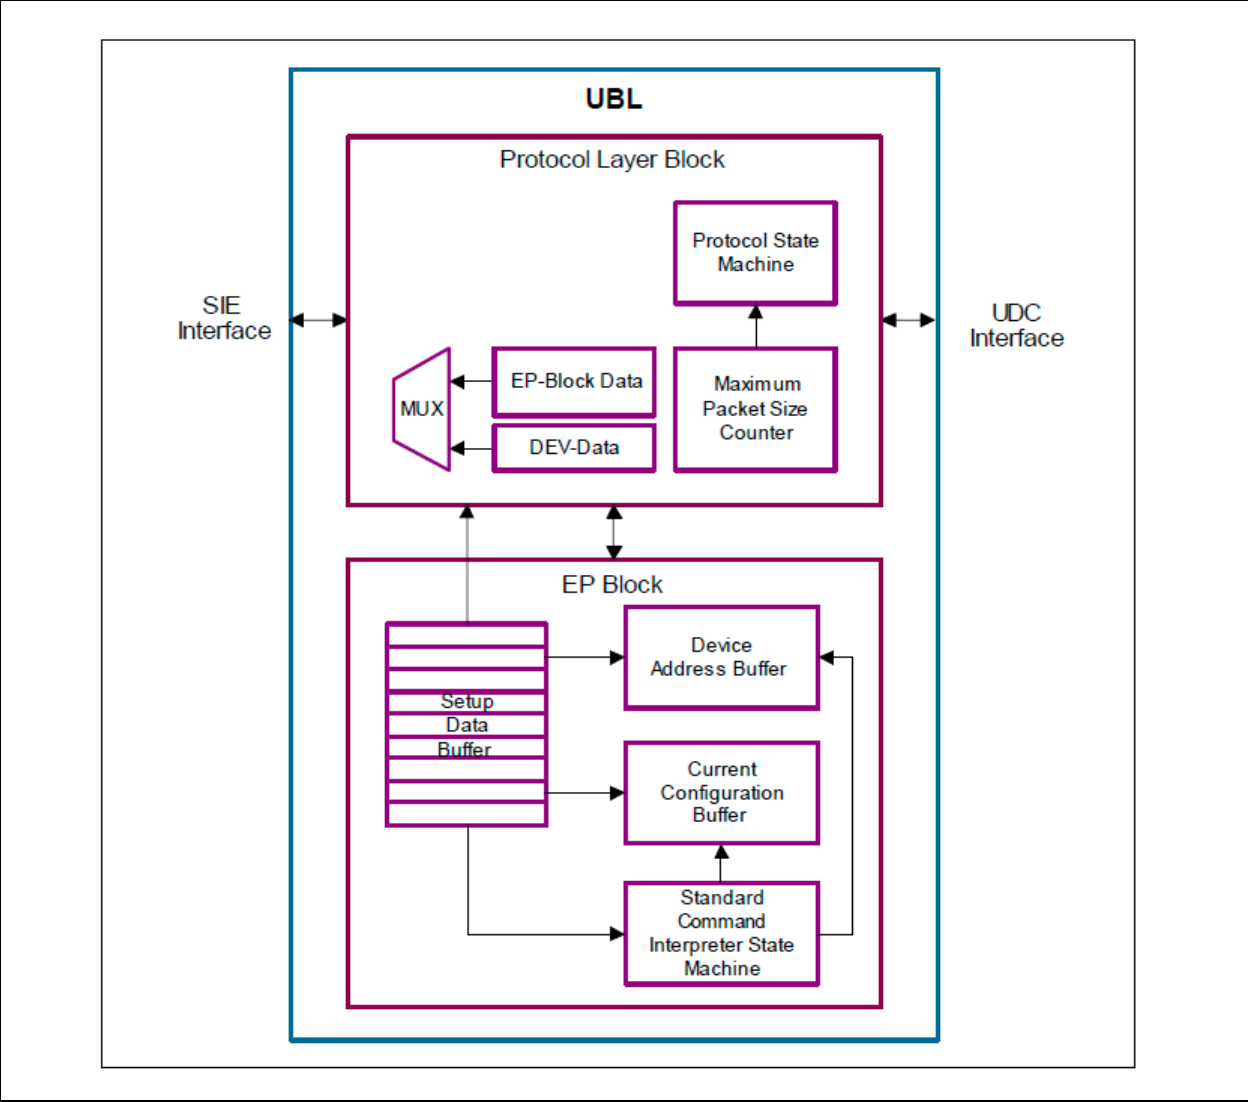 UBL
Protocol Layer Block
Protocol State
Machine
SIE
Interface
UDC
Interface
MUX
EP-Block Data
DEV-Data
Maximum
Packet Size
Counter
EP Block
Setup
Data
Buffer
Device
Address Buffer
Current
Configuration
Buffer
Standard
Command
Interpreter State
Machine